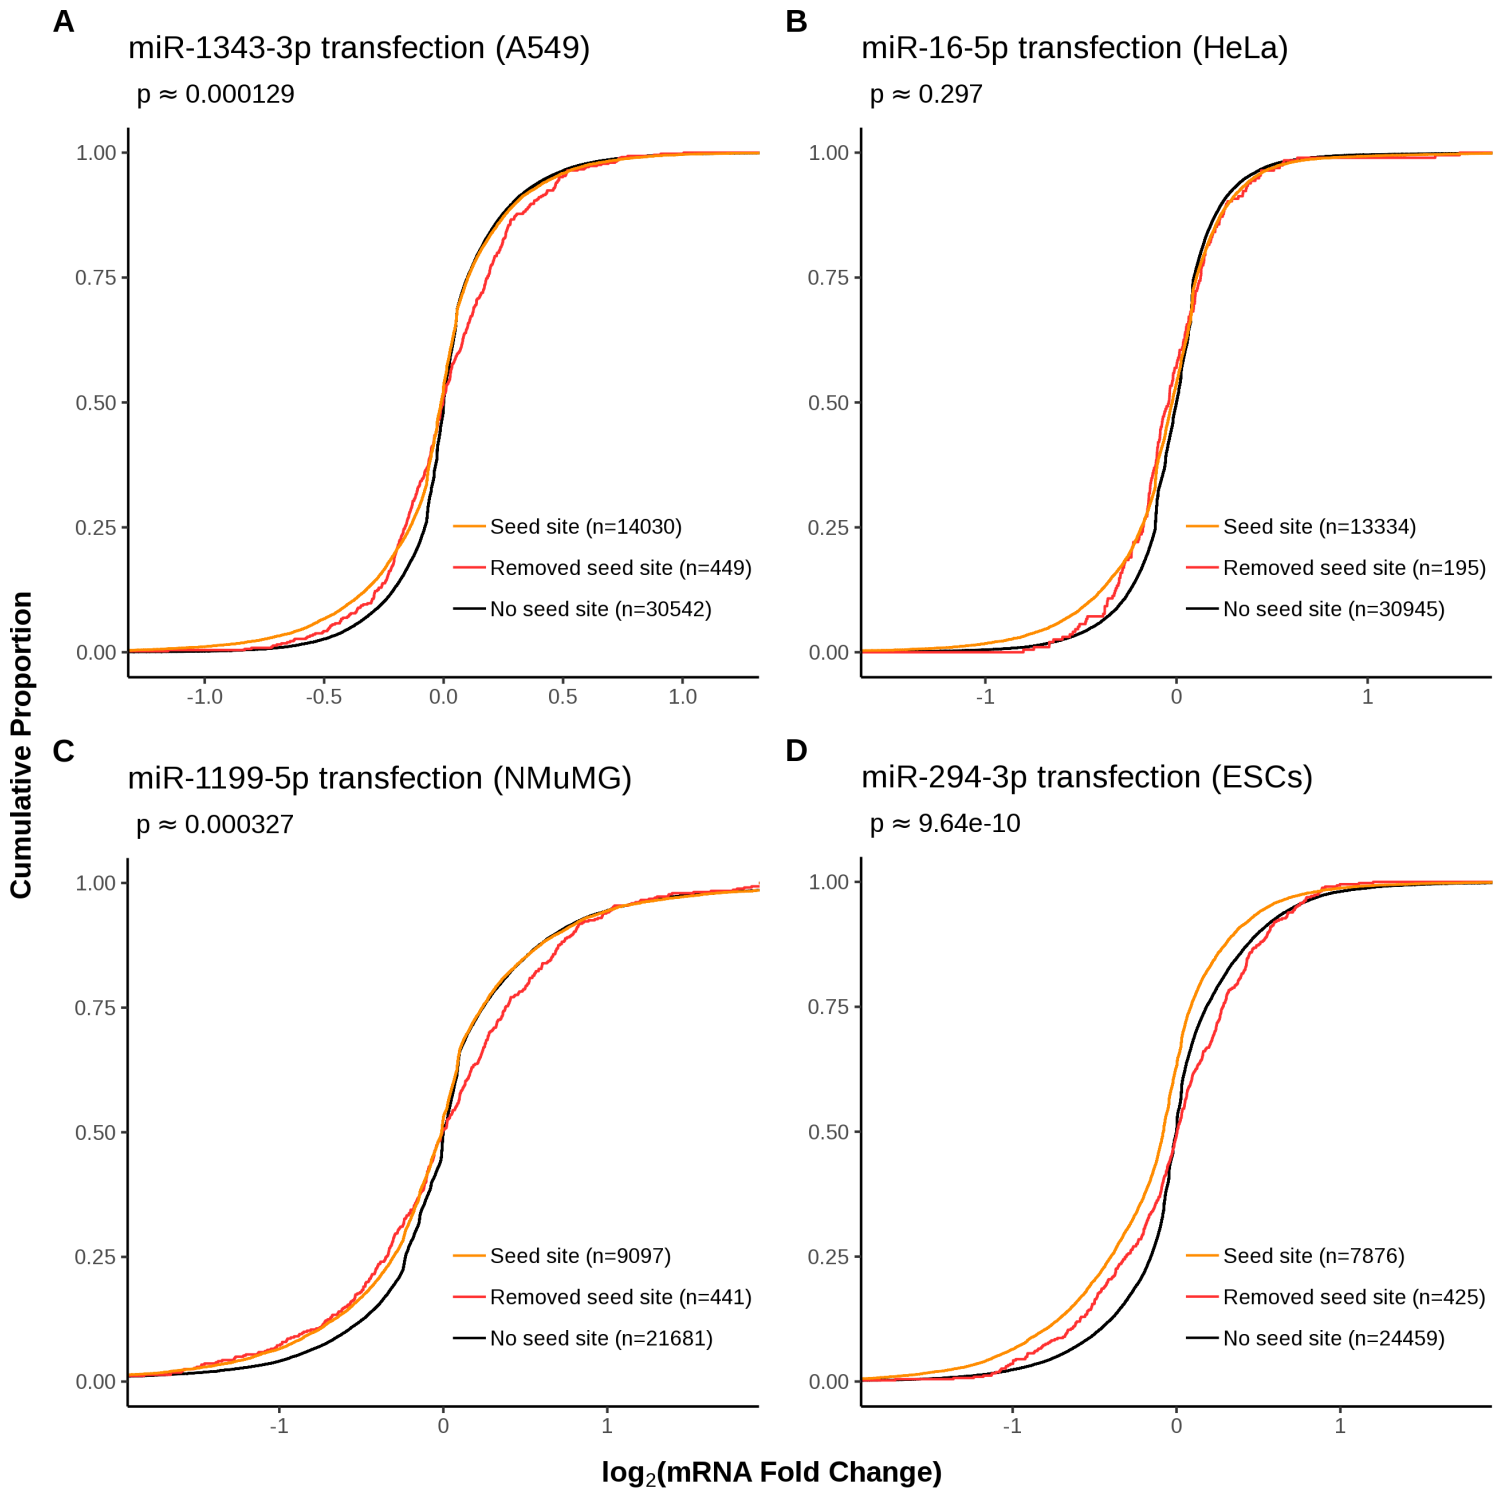 A
miR-1343-3p transfection (A549)
p ≈ 0.000129
1.00
0.75
0.50
0.25
0.00
Seed site (n=14030)
Removed seed site (n=449)
No seed site (n=30542)
-1.0 -0.5 0.0 0.5 1.0
B
miR-16-5p transfection (HeLa)
p ≈ 0.297
1.00
0.75
0.50
0.25
0.00
Seed site (n=13334)
Removed seed site (n=195)
No seed site (n=30945)
-1 0 1
C
miR-1199-5p transfection (NMuMG)
p ≈ 0.000327
1.00
0.75
0.50
0.25
0.00
Seed site (n=9097)
Removed seed site (n=441)
No seed site (n=21681)
-1 0 1
D
miR-294-3p transfection (ESCs)
p ≈ 9.64e-10
1.00
0.75
0.50
0.25
0.00
Seed site (n=7876)
Removed seed site (n=425)
No seed site (n=24459)
-1 0 1
Cumulative Proportion
log₂(mRNA Fold Change)